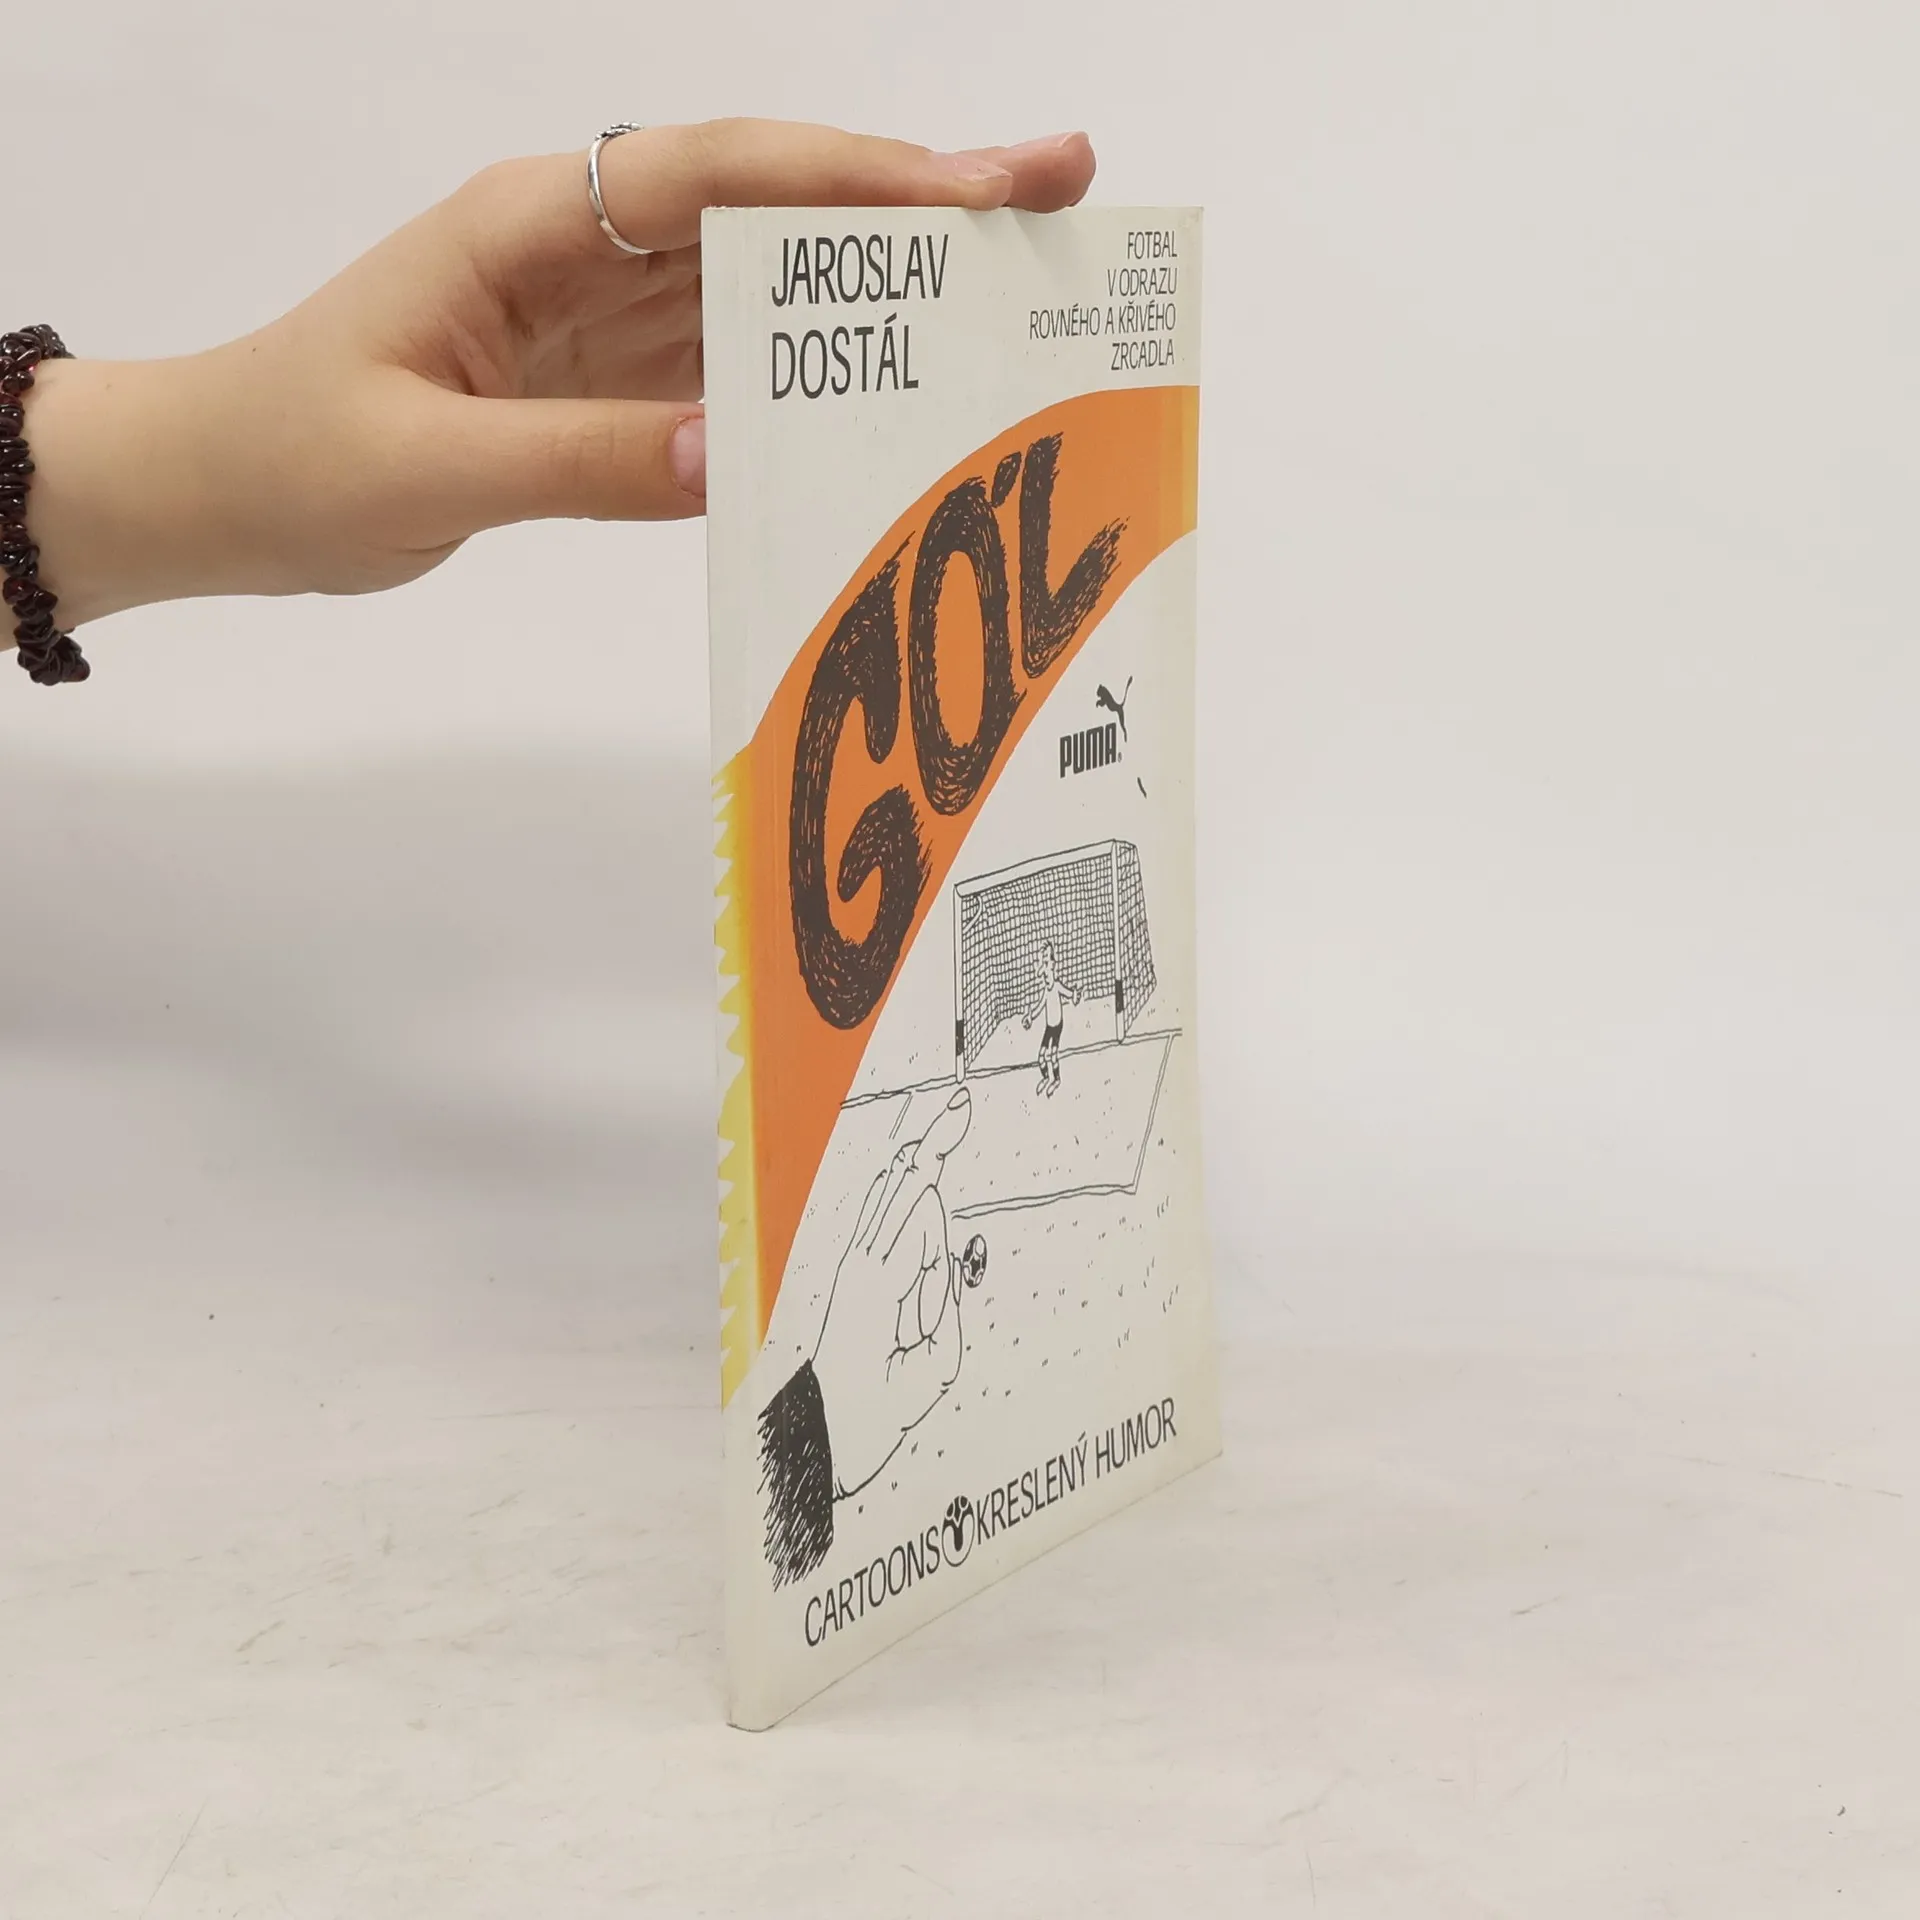 JAROSLAV
DOSTÁL
FOTBAL
V ODRAZU
ROVNÉHO A KŘIVÉHO
ZRCADLA
GÓL
PUMA®
CARTOONS KRESLENÝ HUMOR